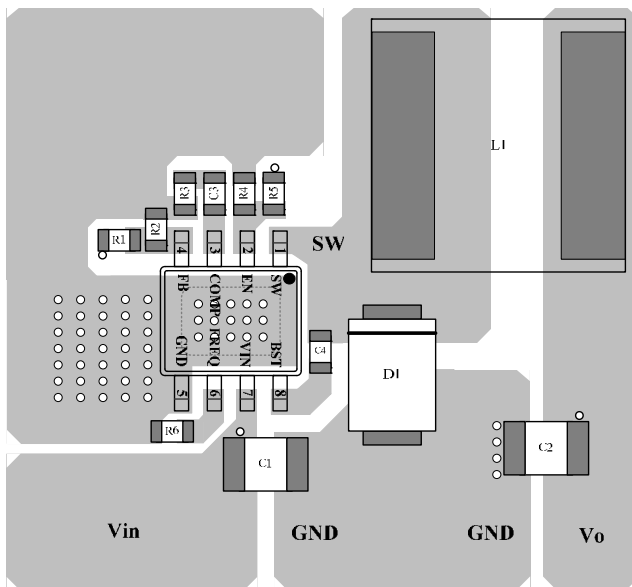 L1
R3
C3
R4
R5
R1
R2
SW
4
3
2
1
FB
COMP
EN
SW
GND
FREQ
VIN
BST
5
6
7
8
C4
D1
R6
C1
C2
Vin
GND
GND
Vo